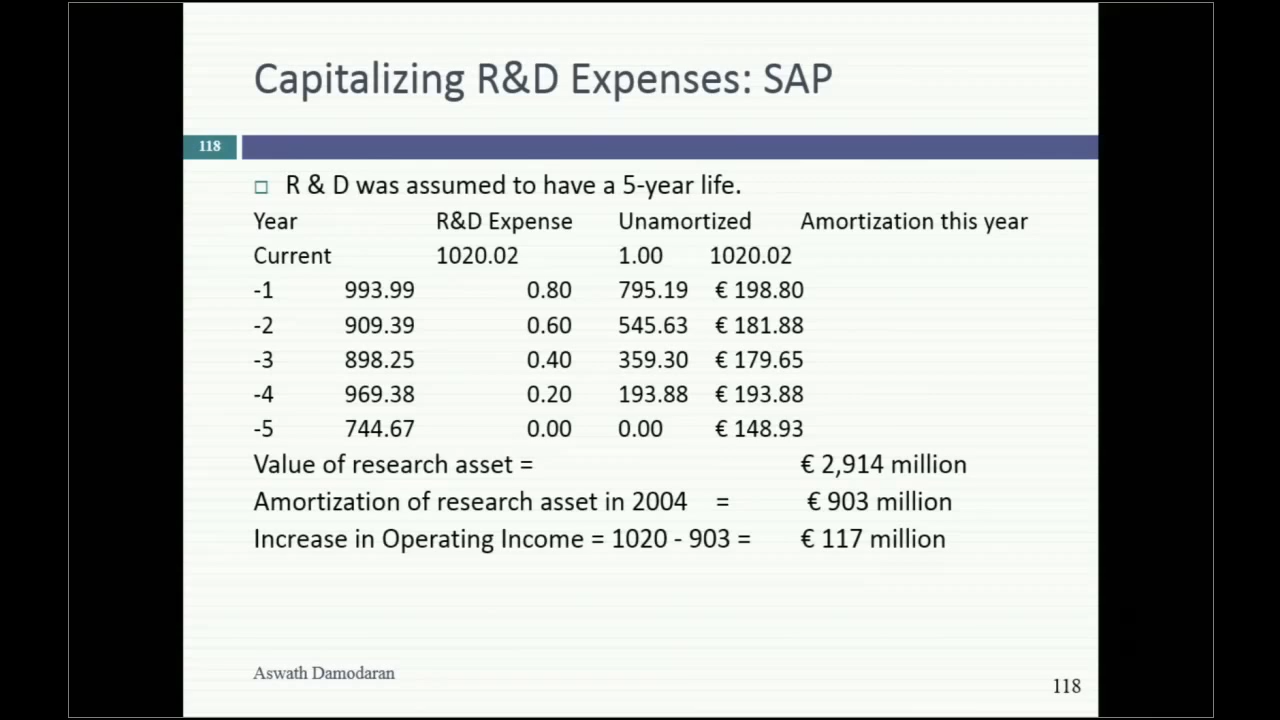 Capitalizing R&D Expenses: SAP
118
R & D was assumed to have a 5-year life.
Year R&D Expense Unamortized Amortization this year
Current 1020.02 1.00 1020.02
-1 993.99 0.80 795.19 € 198.80
-2 909.39 0.60 545.63 € 181.88
-3 898.25 0.40 359.30 € 179.65
-4 969.38 0.20 193.88 € 193.88
-5 744.67 0.00 0.00 € 148.93
Value of research asset = € 2,914 million
Amortization of research asset in 2004 = € 903 million
Increase in Operating Income = 1020 - 903 = € 117 million
Aswath Damodaran
118